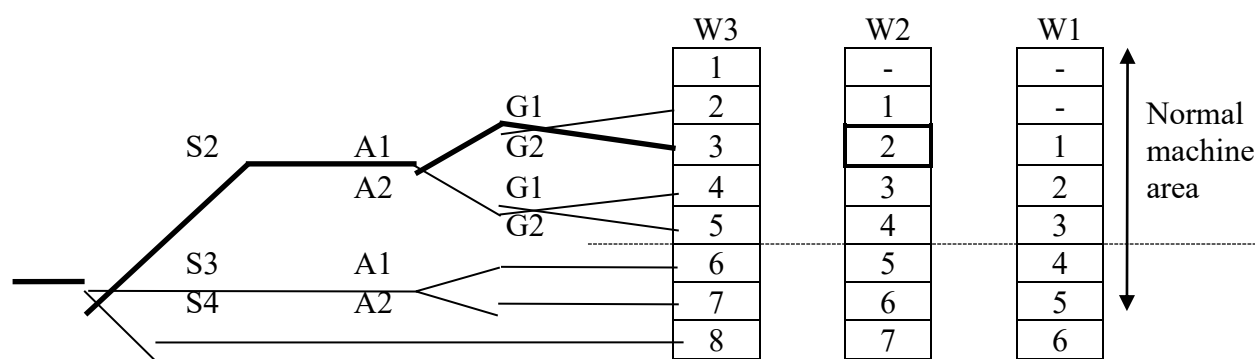 W3 W2 W1
1 - -
G1 2 1 -
S2 A1 G2 3 2 1 Normal
machine
A2 G1 4 3 2 area
G2 5 4 3
S3 A1 6 5 4
S4 A2 7 6 5
8 7 6